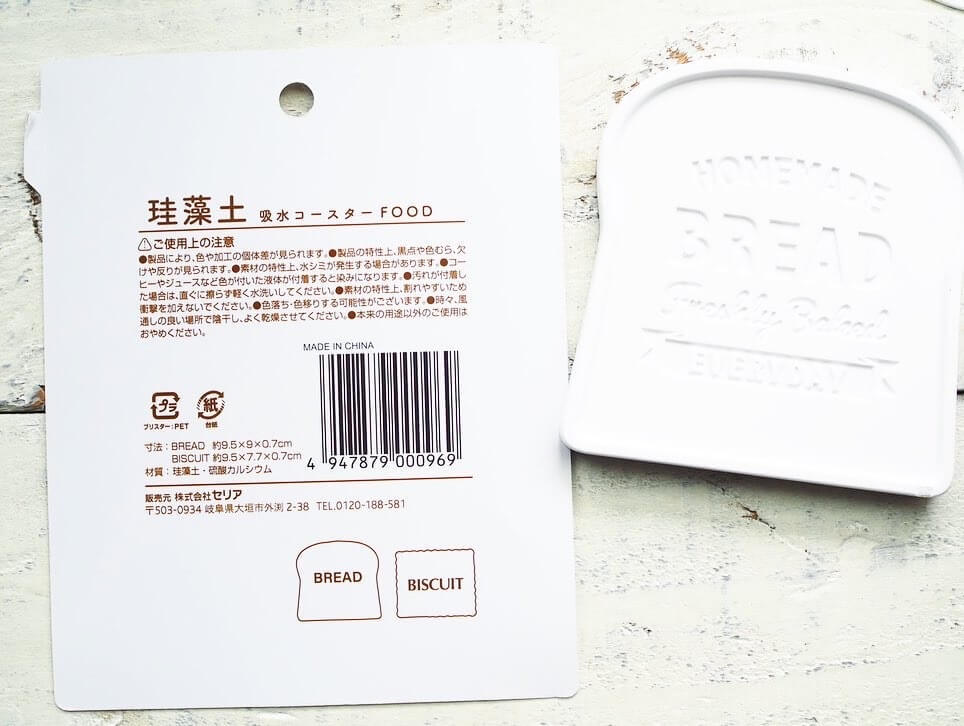 珪藻土 吸水コースターFOOD
⚠ご使用上の注意
●製品により、色や加工の個体差が見られます。●製品の特性上、黒点や色むら、欠
けや反りが見られます。●素材の特性上、水シミが発生する場合があります。●コー
ヒーやジュースなど色が付いた液体が付着すると染みになります。●汚れが付着し
た場合は、直ぐに擦らず軽く水洗いしてください。●素材の特性上、割れやすいため
衝撃を加えないでください。●色落ち・色移りする可能性がございます。●時々、風
通しの良い場所で陰干し、よく乾燥させてください。●本来の用途以外のご使用は
おやめください。
MADE IN CHINA
プラ
ブリスター:PET
紙
台紙
寸法:BREAD 約9.5×9×0.7cm
BISCUIT 約9.5×7.7×0.7cm
材質:珪藻土・硫酸カルシウム
4 947879 000969
販売元 株式会社セリア
〒503-0934 岐阜県大垣市外渕 2-38 TEL.0120-188-581
BREAD
BISCUIT
HOMEMADE
BREAD
Freshly Baked
EVERYDAY